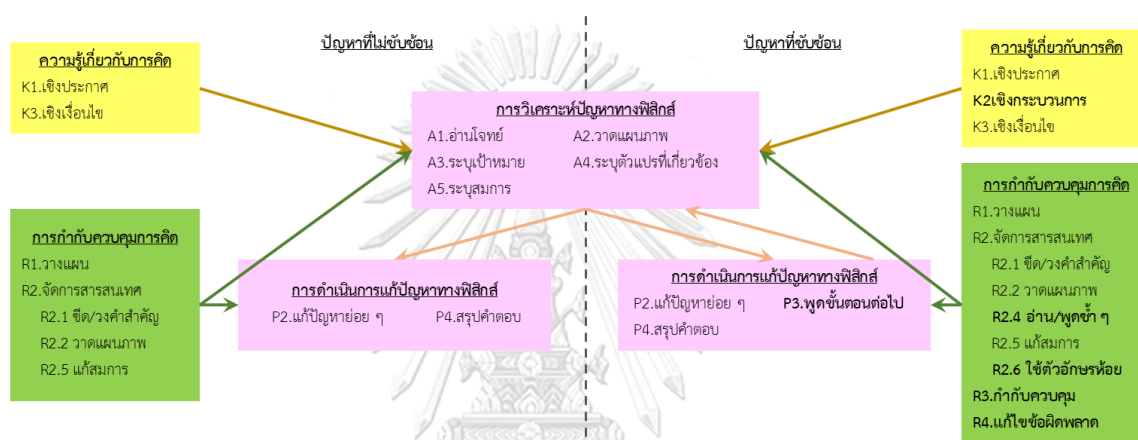 ปัญหาที่ไม่ซับซ้อน
ปัญหาที่ซับซ้อน
ความรู้เกี่ยวกับการคิด
K1.เชิงประกาศ
K3.เชิงเงื่อนไข
การวิเคราะห์ปัญหาทางฟิสิกส์
A1.อ่านโจทย์ A2.วาดแผนภาพ
A3.ระบุเป้าหมาย A4.ระบุตัวแปรที่เกี่ยวข้อง
A5.ระบุสมการ
ความรู้เกี่ยวกับการคิด
K1.เชิงประกาศ
K2เชิงกระบวนการ
K3.เชิงเงื่อนไข
การกำกับควบคุมการคิด
R1.วางแผน
R2.จัดการสารสนเทศ
R2.1 ขีด/วงคำสำคัญ
R2.2 วาดแผนภาพ
R2.5 แก้สมการ
การดำเนินการแก้ปัญหาทางฟิสิกส์
P2.แก้ปัญหาย่อย ๆ P4.สรุปคำตอบ
การดำเนินการแก้ปัญหาทางฟิสิกส์
P2.แก้ปัญหาย่อย ๆ P3.พูดขั้นตอนต่อไป
P4.สรุปคำตอบ
การกำกับควบคุมการคิด
R1.วางแผน
R2.จัดการสารสนเทศ
R2.1 ขีด/วงคำสำคัญ
R2.2 วาดแผนภาพ
R2.4 อ่าน/พูดซ้ำ ๆ
R2.5 แก้สมการ
R2.6 ใช้ตัวอักษรห้อย
R3.กำกับควบคุม
R4.แก้ไขข้อผิดพลาด